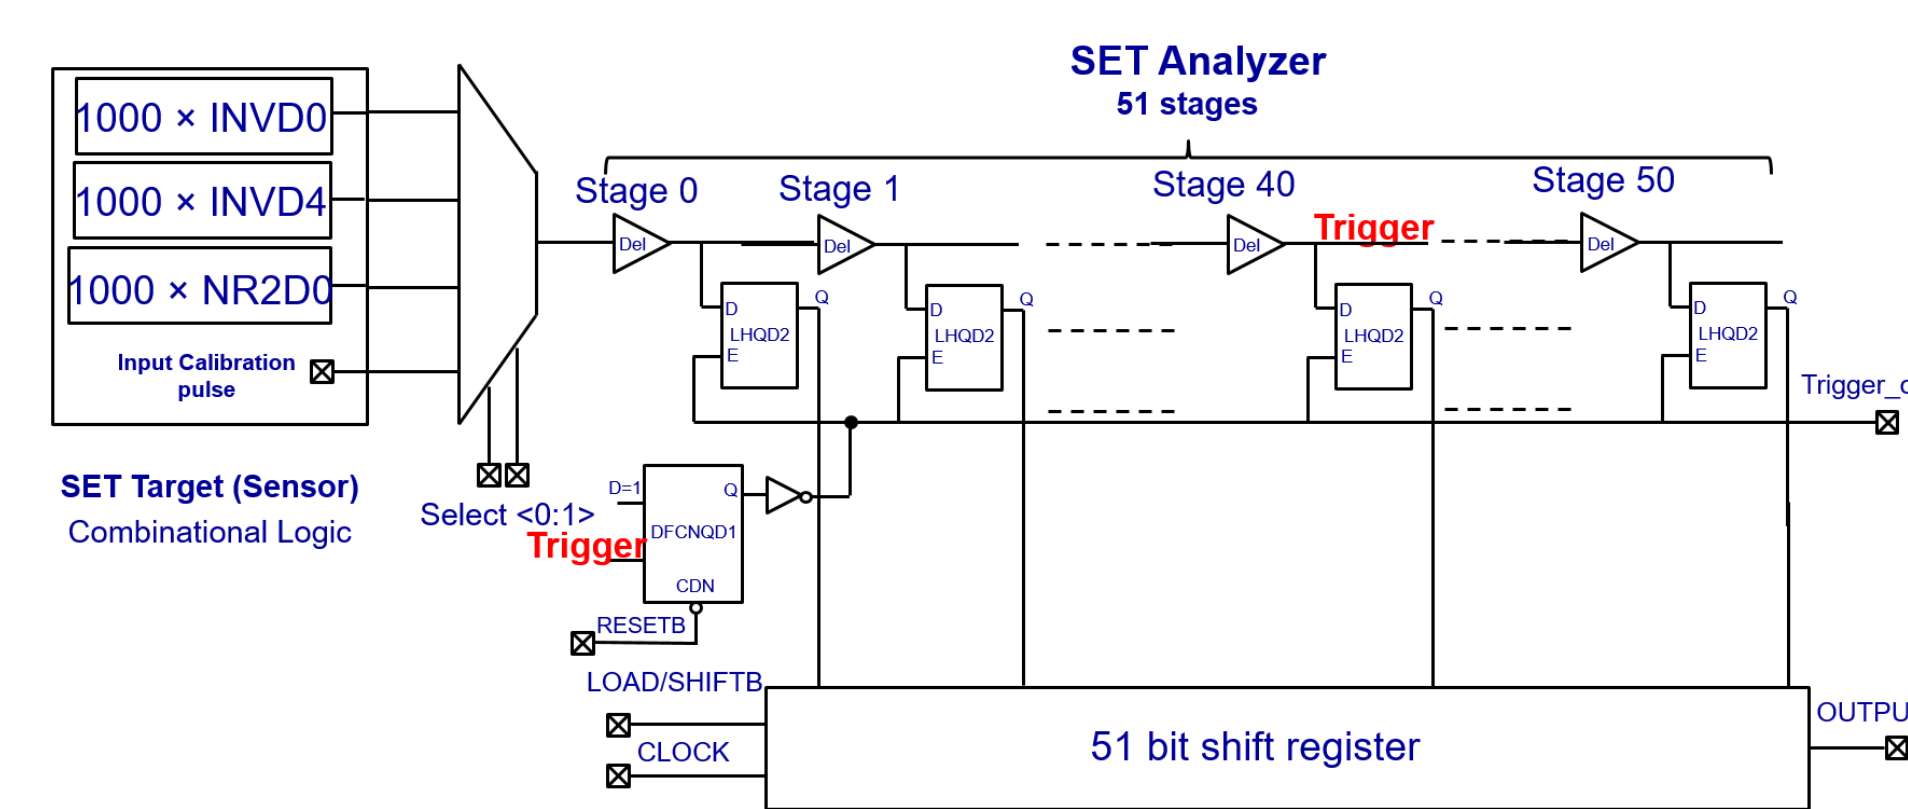 SET Analyzer
51 stages
1000 × INVD0
1000 × INVD4
1000 × NR2D0
Input Calibration
pulse
SET Target (Sensor)
Combinational Logic
Select <0:1>
Stage 0
Stage 1
Stage 40
Stage 50
Del
Del
Trigger
Del
Del
D
Q
LHQD2
E
D
Q
LHQD2
E
D
Q
LHQD2
E
D
Q
LHQD2
E
Trigger_
D=1
Q
Trigger
DFCNQD1
CDN
RESETB
LOAD/SHIFTB
CLOCK
51 bit shift register
OUTPU